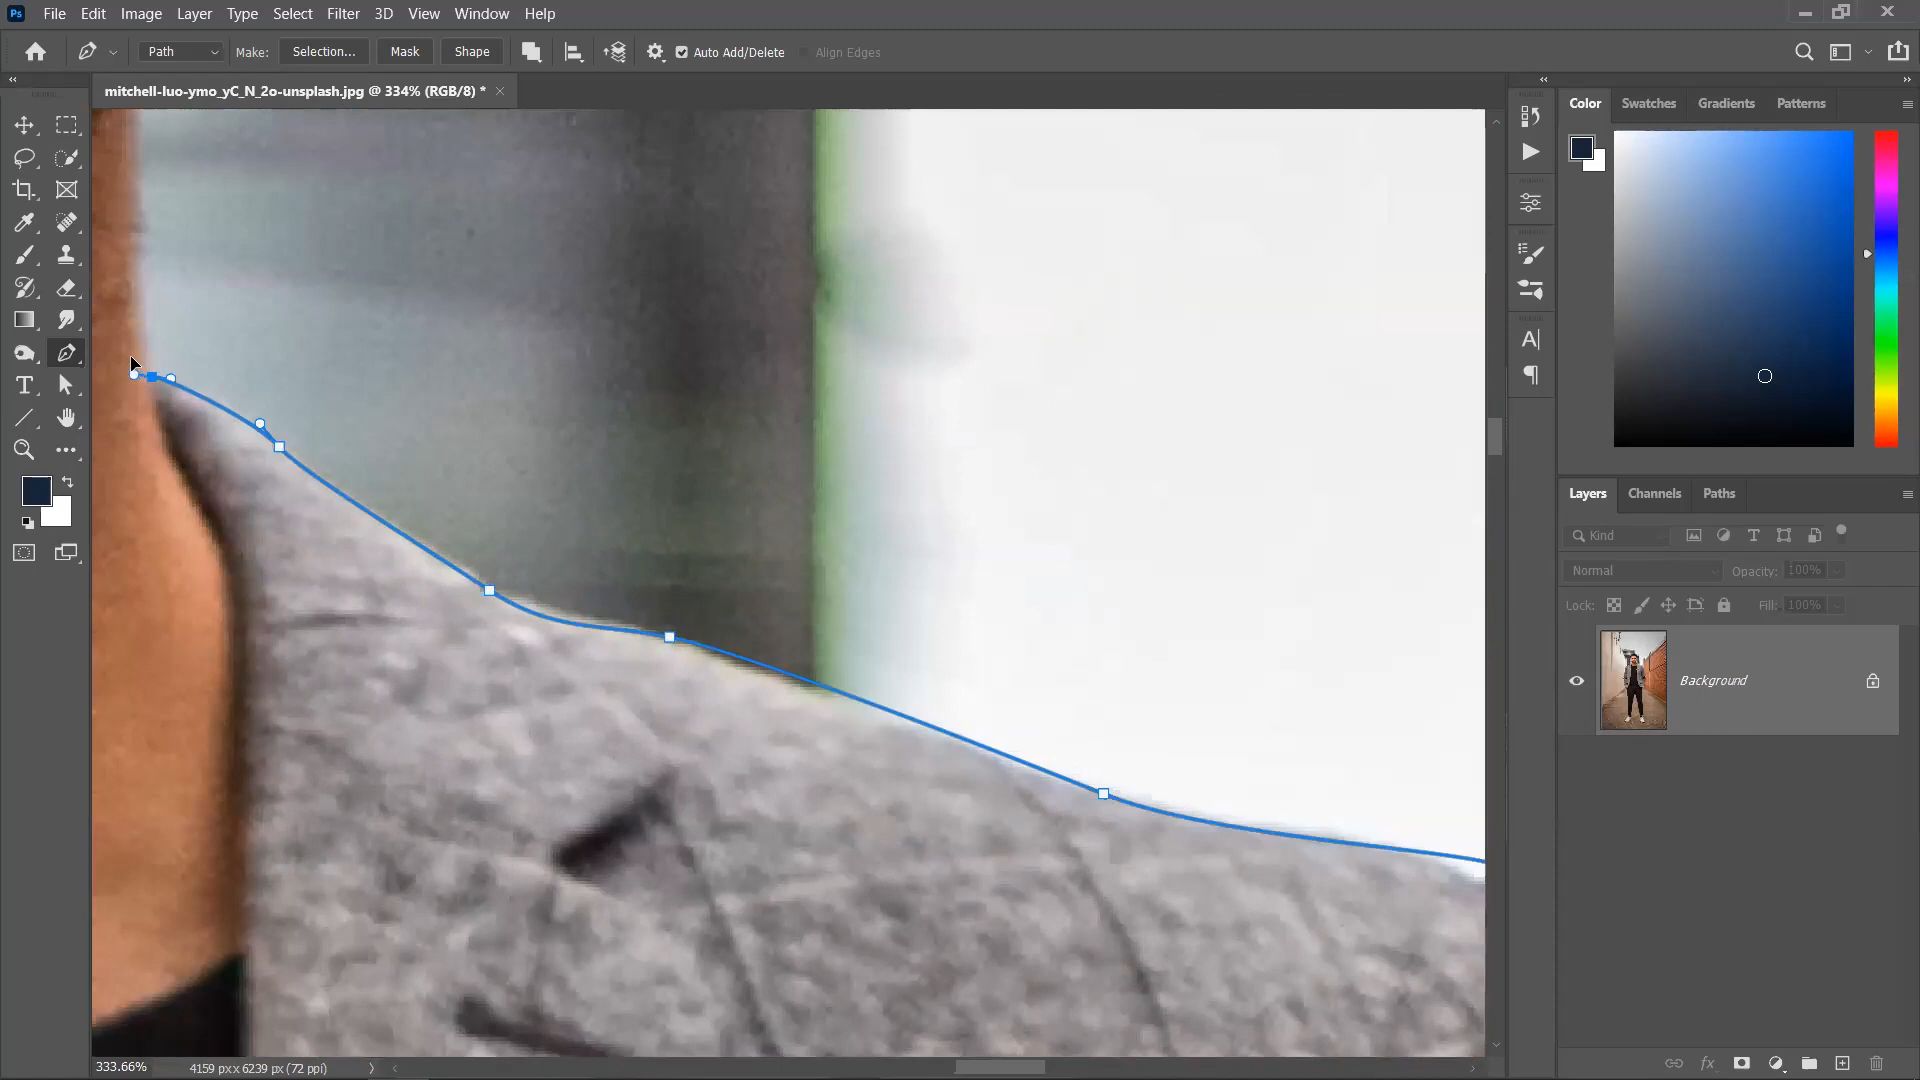 Ps File Edit Image Layer Type Select Filter 3D View Window Help
Path Make: Selection... Mask Shape Auto Add/Delete Align Edges
mitchell-luo-ymo_yC_N_2o-unsplash.jpg @ 334% (RGB/8) *
Color Swatches Gradients Patterns
Layers Channels Paths
Kind
Normal Opacity: 100%
Lock: Fill: 100%
Background
333.66% 4159 px x 6239 px (72 ppi)